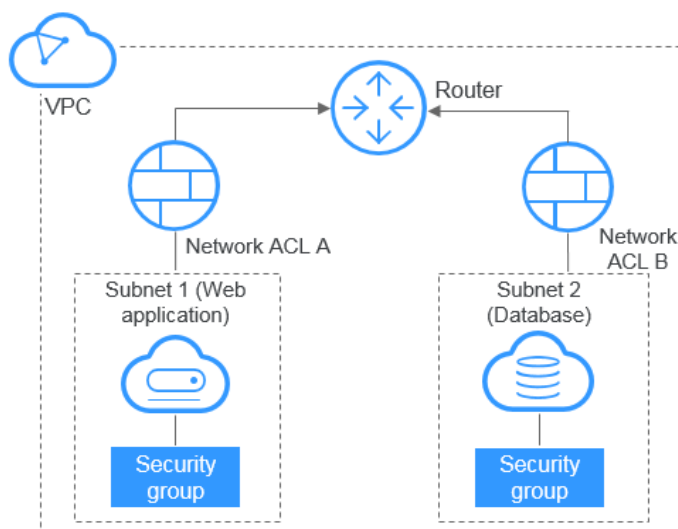 VPC
Router
Network ACL A
Network
ACL B
Subnet 1 (Web
application)
Subnet 2
(Database)
Security
group
Security
group